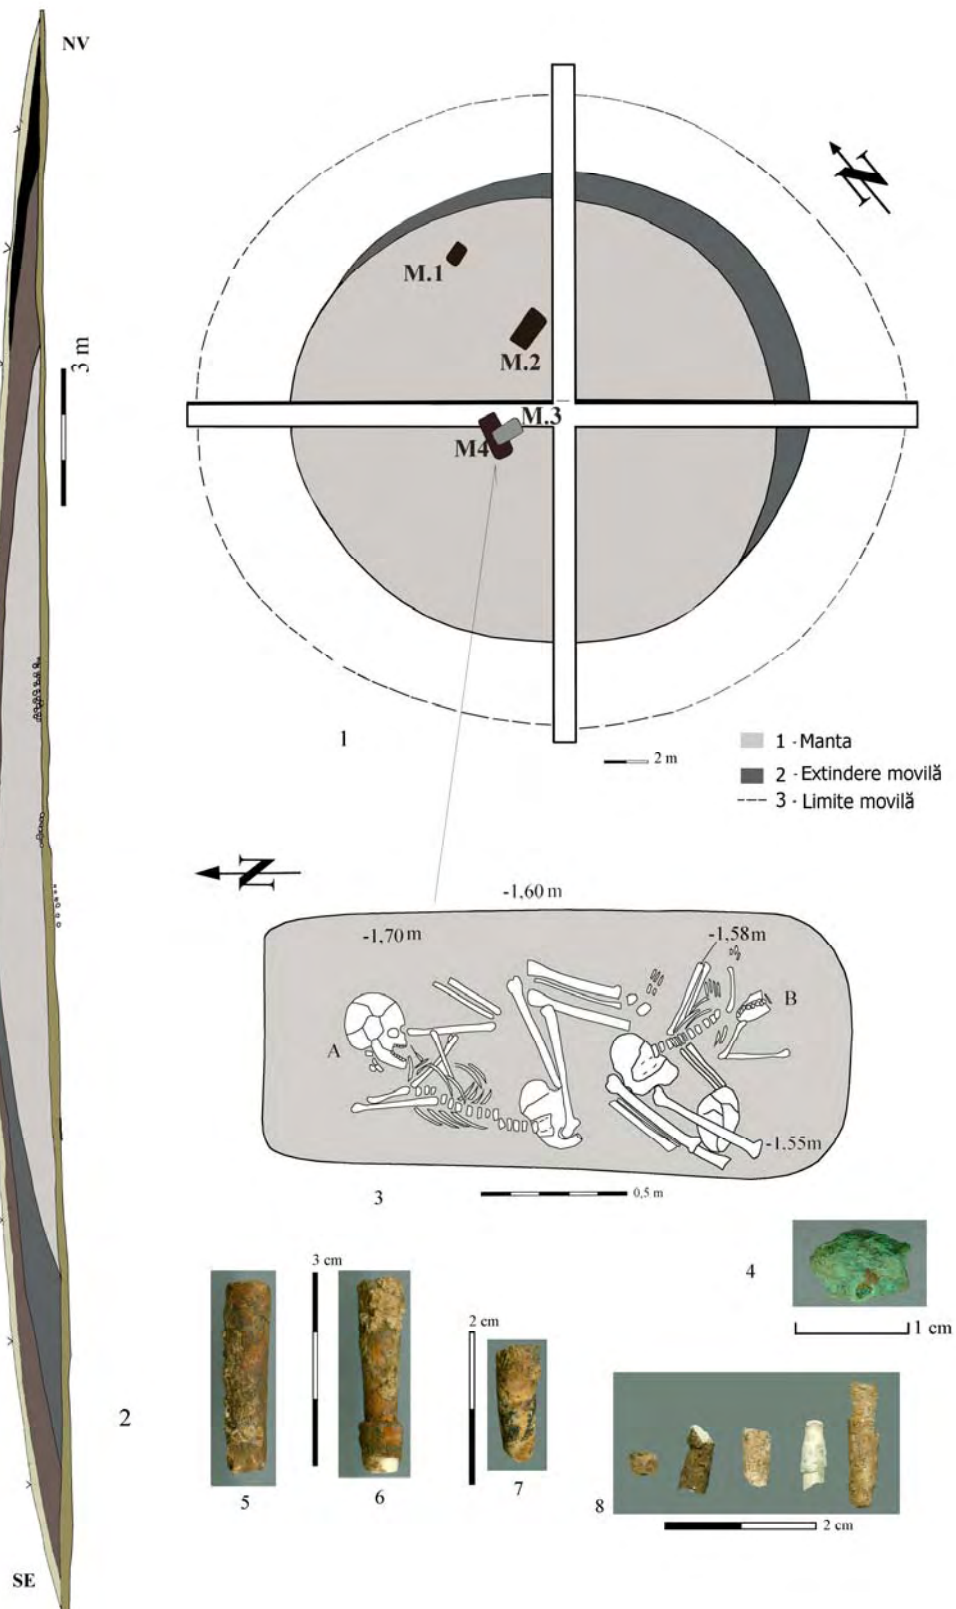 NV
3 m
N
M.1
M.2
M.3
M4
1
2 m
1 - Manta
2 - Extindere movilă
3 - Limite movilă
N
-1,60 m
-1,70 m
-1,58m
A
B
-1,55m
3
0,5 m
4
1 cm
3 cm
2 cm
2
5
6
7
8
2 cm
SE